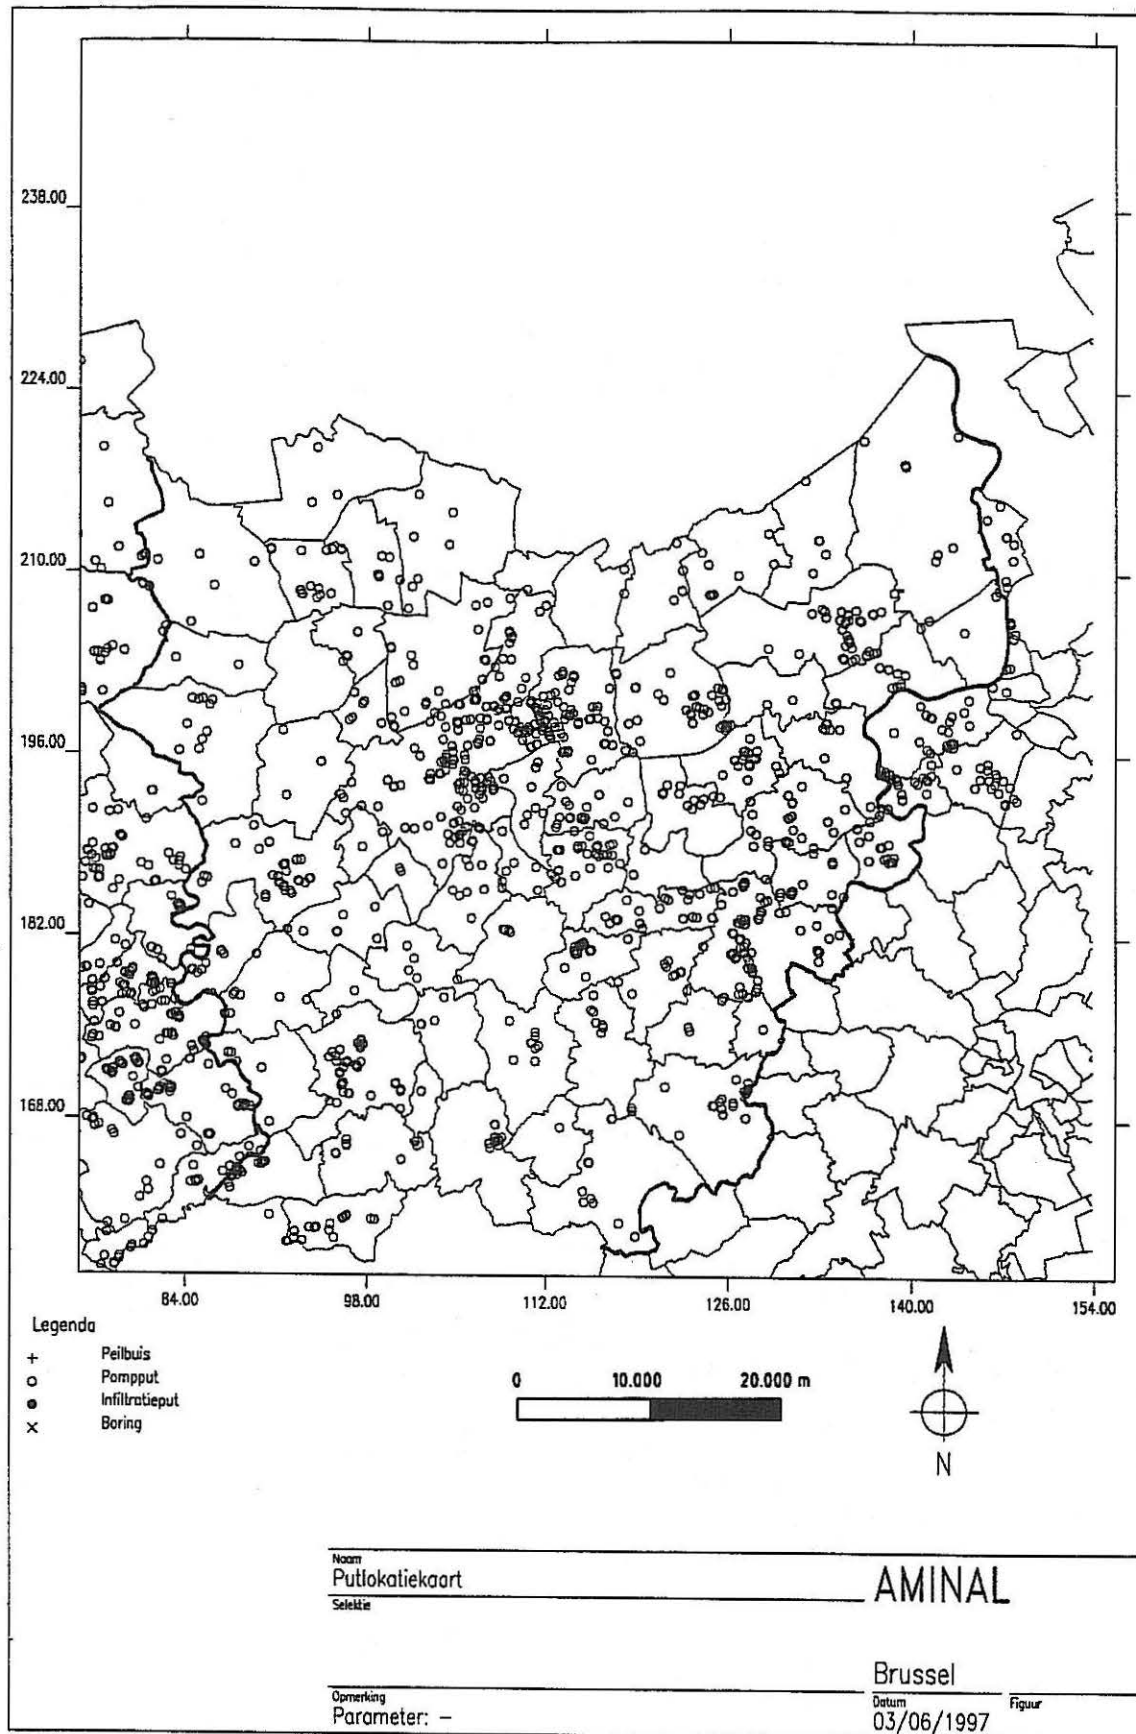 238.00
224.00
210.00
196.00
182.00
168.00
84.00
98.00
112.00
126.00
140.00
154.00
Legenda
+ Peilbuis
o Pompput
Infiltratieput
x Boring
0 10.000 20.000 m
N
Naam
Putlokatiekaart
Selektie
AMINAL
Brussel
Opmerking
Parameter: -
Datum
03/06/1997
Figuur